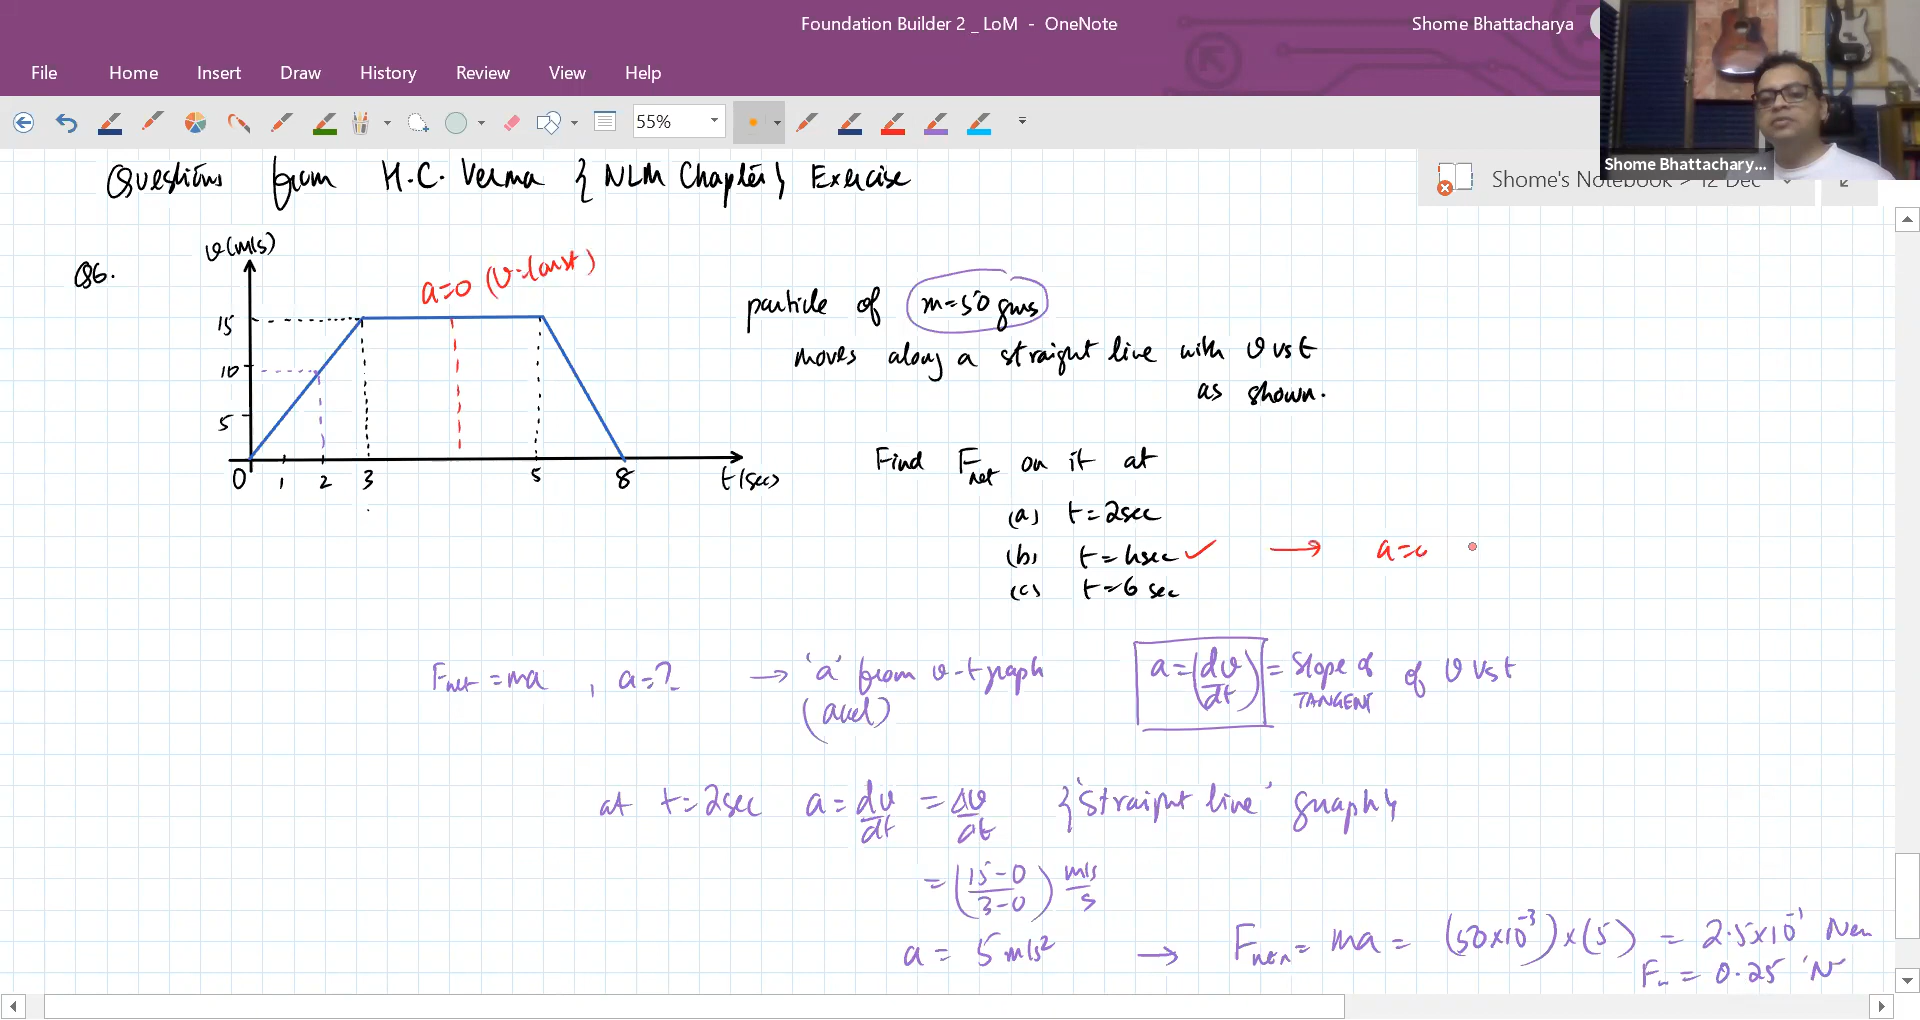 Foundation Builder 2 _ LoM - OneNote
Shome Bhattacharya
File Home Insert Draw History Review View Help
55%
Shome Bhattachary...
Shome's Notebook > 12 Dec
Questions from H.C. Verma {NLM Chapter} Exercise
Q6.
v(m/s)
a=0 (v-const)
15
10
5
0 1 2 3 5 8 t(sec)
particle of m=50 gms
moves along a straight line with v vs t
as shown.
Find Fnet on it at
(a) t=2sec
(b) t=4sec ✓ → a=0
(c) t=6 sec
Fnet = ma , a=? → 'a' from v-t graph
(accel)
a = (dv/dt) = Slope of TANGENT of v vs t
at t=2sec a = dv/dt = Δv/Δt {'Straight line' graph}
= (15-0/3-0) m/s/s
a = 5 m/s² → = ma = (50×10⁻³)×(5) = 2.5×10⁻¹
= 0.25 N